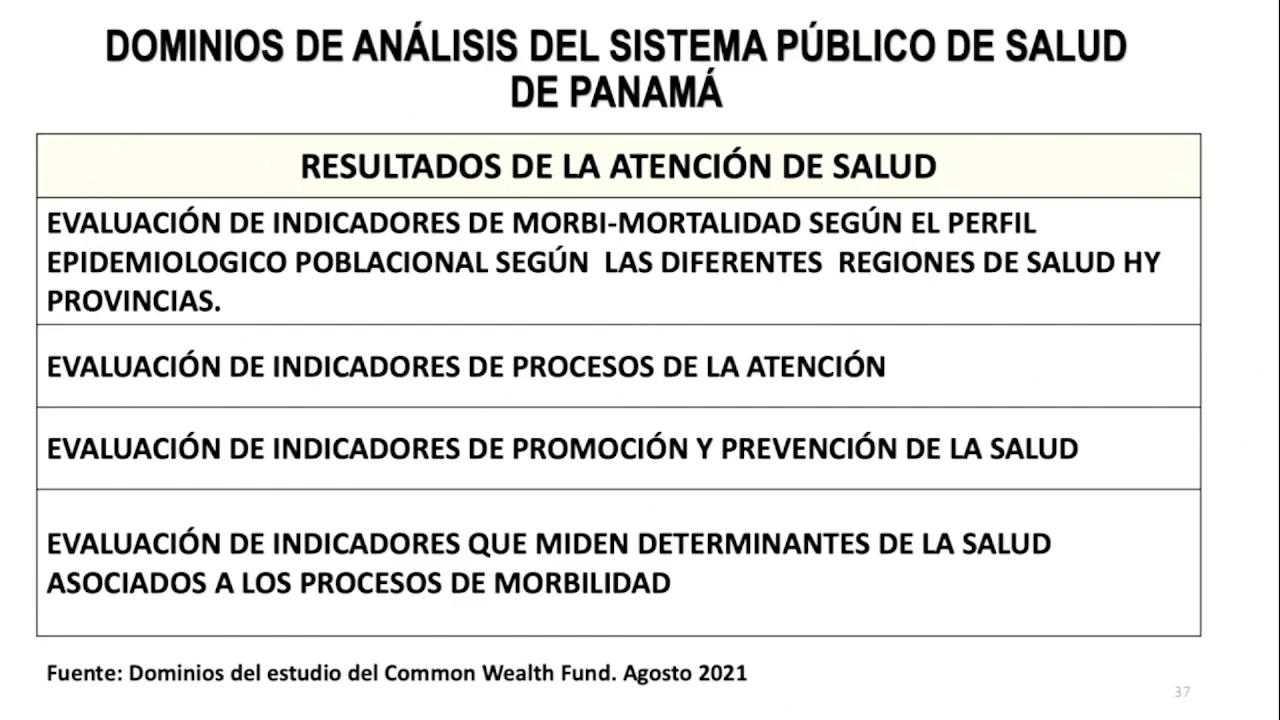 DOMINIOS DE ANÁLISIS DEL SISTEMA PÚBLICO DE SALUD
DE PANAMÁ
RESULTADOS DE LA ATENCIÓN DE SALUD
EVALUACIÓN DE INDICADORES DE MORBI-MORTALIDAD SEGÚN EL PERFIL
EPIDEMIOLOGICO POBLACIONAL SEGÚN LAS DIFERENTES REGIONES DE SALUD HY
PROVINCIAS.
EVALUACIÓN DE INDICADORES DE PROCESOS DE LA ATENCIÓN
EVALUACIÓN DE INDICADORES DE PROMOCIÓN Y PREVENCIÓN DE LA SALUD
EVALUACIÓN DE INDICADORES QUE MIDEN DETERMINANTES DE LA SALUD
ASOCIADOS A LOS PROCESOS DE MORBILIDAD
Fuente: Dominios del estudio del Common Wealth Fund. Agosto 2021
37